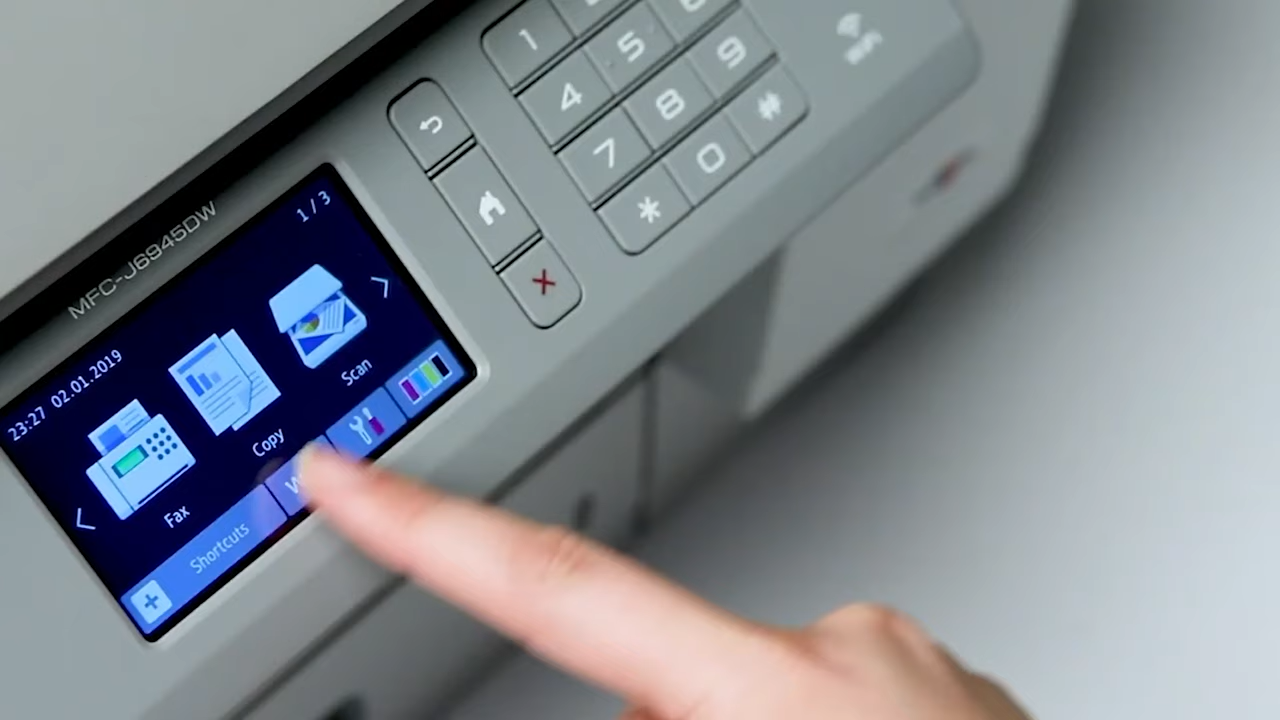 MFC-J6945DW
23:27 02.01.2019
1 / 3
Fax
Copy
Scan
Shortcuts
1
4 5
7 8 9
* 0 #
WiFi